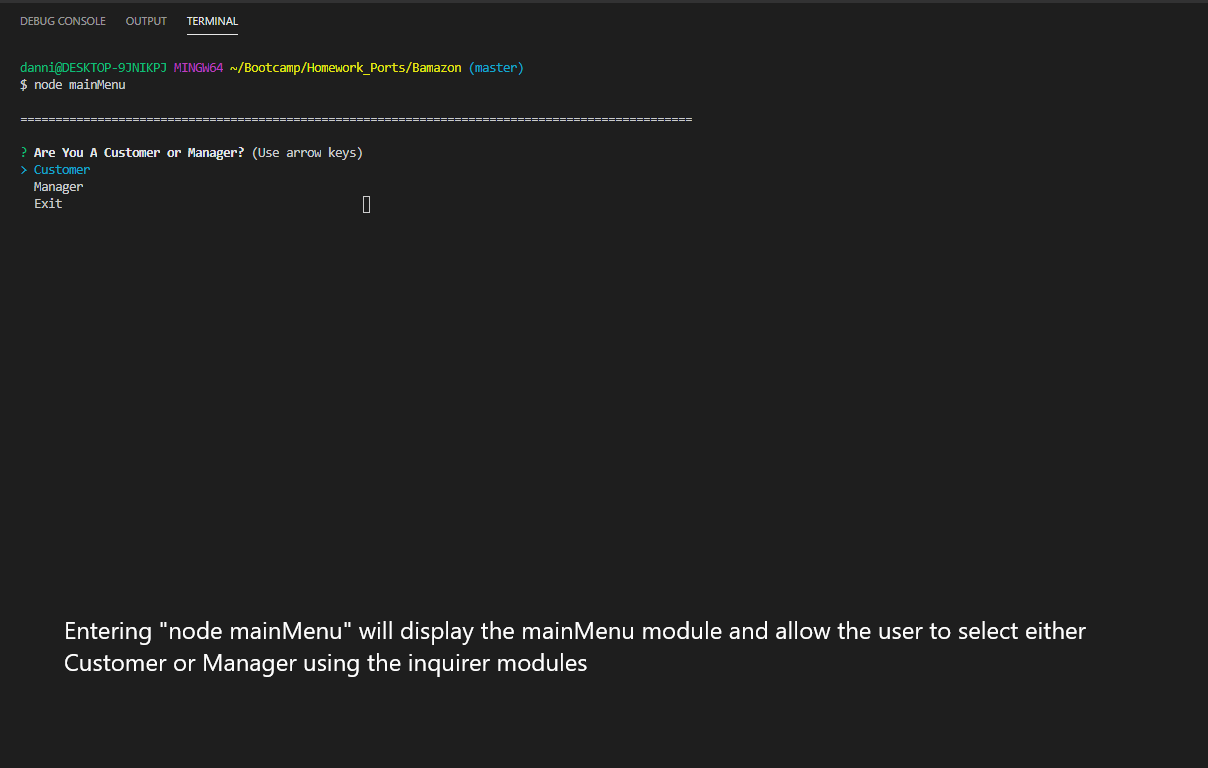 DEBUG CONSOLE OUTPUT TERMINAL
danni@DESKTOP-9JNIKPJ MINGW64 ~/Bootcamp/Homework_Ports/Bamazon (master)
$ node mainMenu
================================================================================================
? Are You A Customer or Manager? (Use arrow keys)
> Customer
Manager
Exit
Entering "node mainMenu" will display the mainMenu module and allow the user to select either
Customer or Manager using the inquirer modules